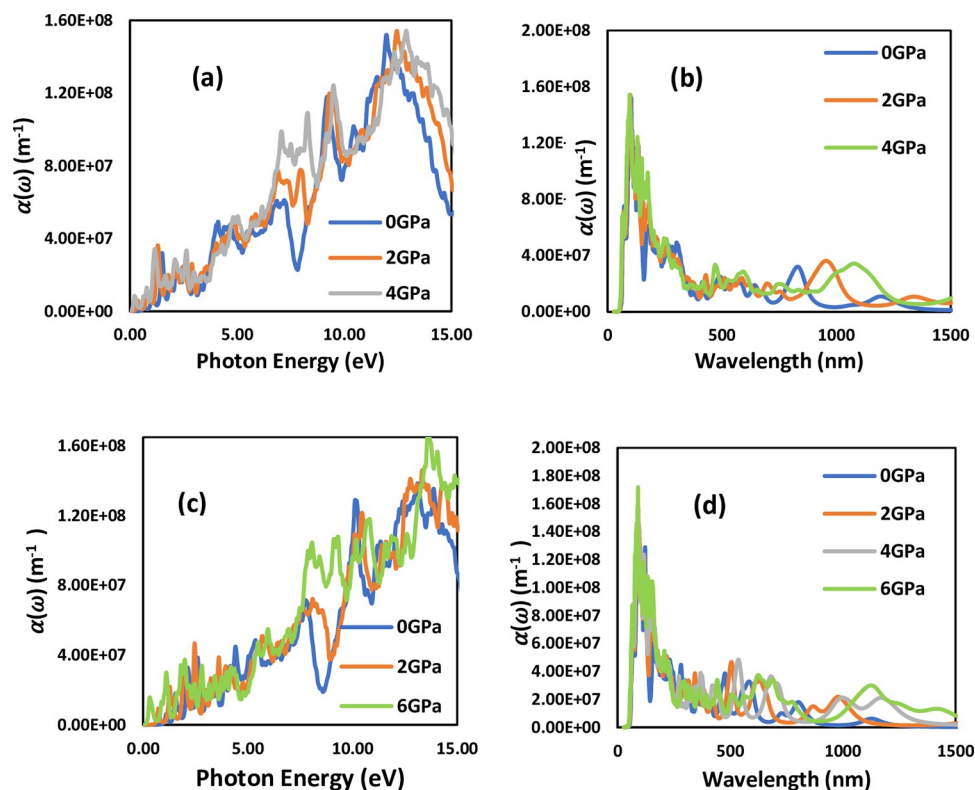 1.60E+08
1.20E+08
8.00E+07
4.00E+07
0.00E+00
α(ω) (m⁻¹)
(a)
0GPa
2GPa
4GPa
0.00
5.00
10.00
15.00
Photon Energy (eV)
2.00E+08
1.60E+08
1.20E+0
8.00E+0
4.00E+07
0.00E+00
α(ω) (m⁻¹)
(b)
0GPa
2GPa
4GPa
0
500
1000
1500
Wavelength (nm)
1.60E+08
1.20E+08
8.00E+07
4.00E+07
0.00E+00
α(ω) (m⁻¹)
(c)
0GPa
2GPa
6GPa
0.00
5.00
10.00
15.00
Photon Energy (eV)
2.00E+08
1.80E+08
1.60E+08
1.40E+08
1.20E+08
1.00E+08
8.00E+07
6.00E+07
4.00E+07
2.00E+07
0.00E+00
α(ω) (m⁻¹)
(d)
0GPa
2GPa
4GPa
6GPa
0
500
1000
1500
Wavelength (nm)